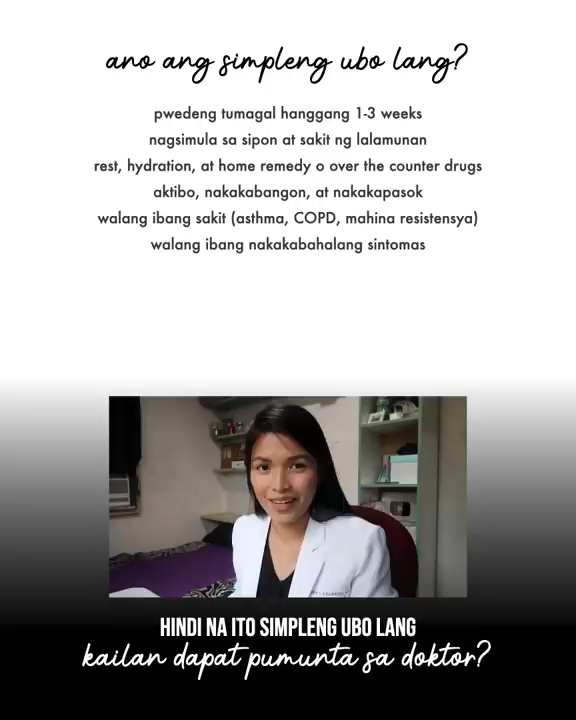 ano ang simpleng ubo lang?
pwedeng tumagal hanggang 1-3 weeks
nagsimula sa sipon at sakit ng lalamunan
rest, hydration, at home remedy o over the counter drugs
aktibo, nakakabangon, at nakakapasok
walang ibang sakit (asthma, COPD, mahina resistensya)
walang ibang nakakabahalang sintomas
HINDI NA ITO SIMPLENG UBO LANG
kailan dapat pumunta sa doktor?